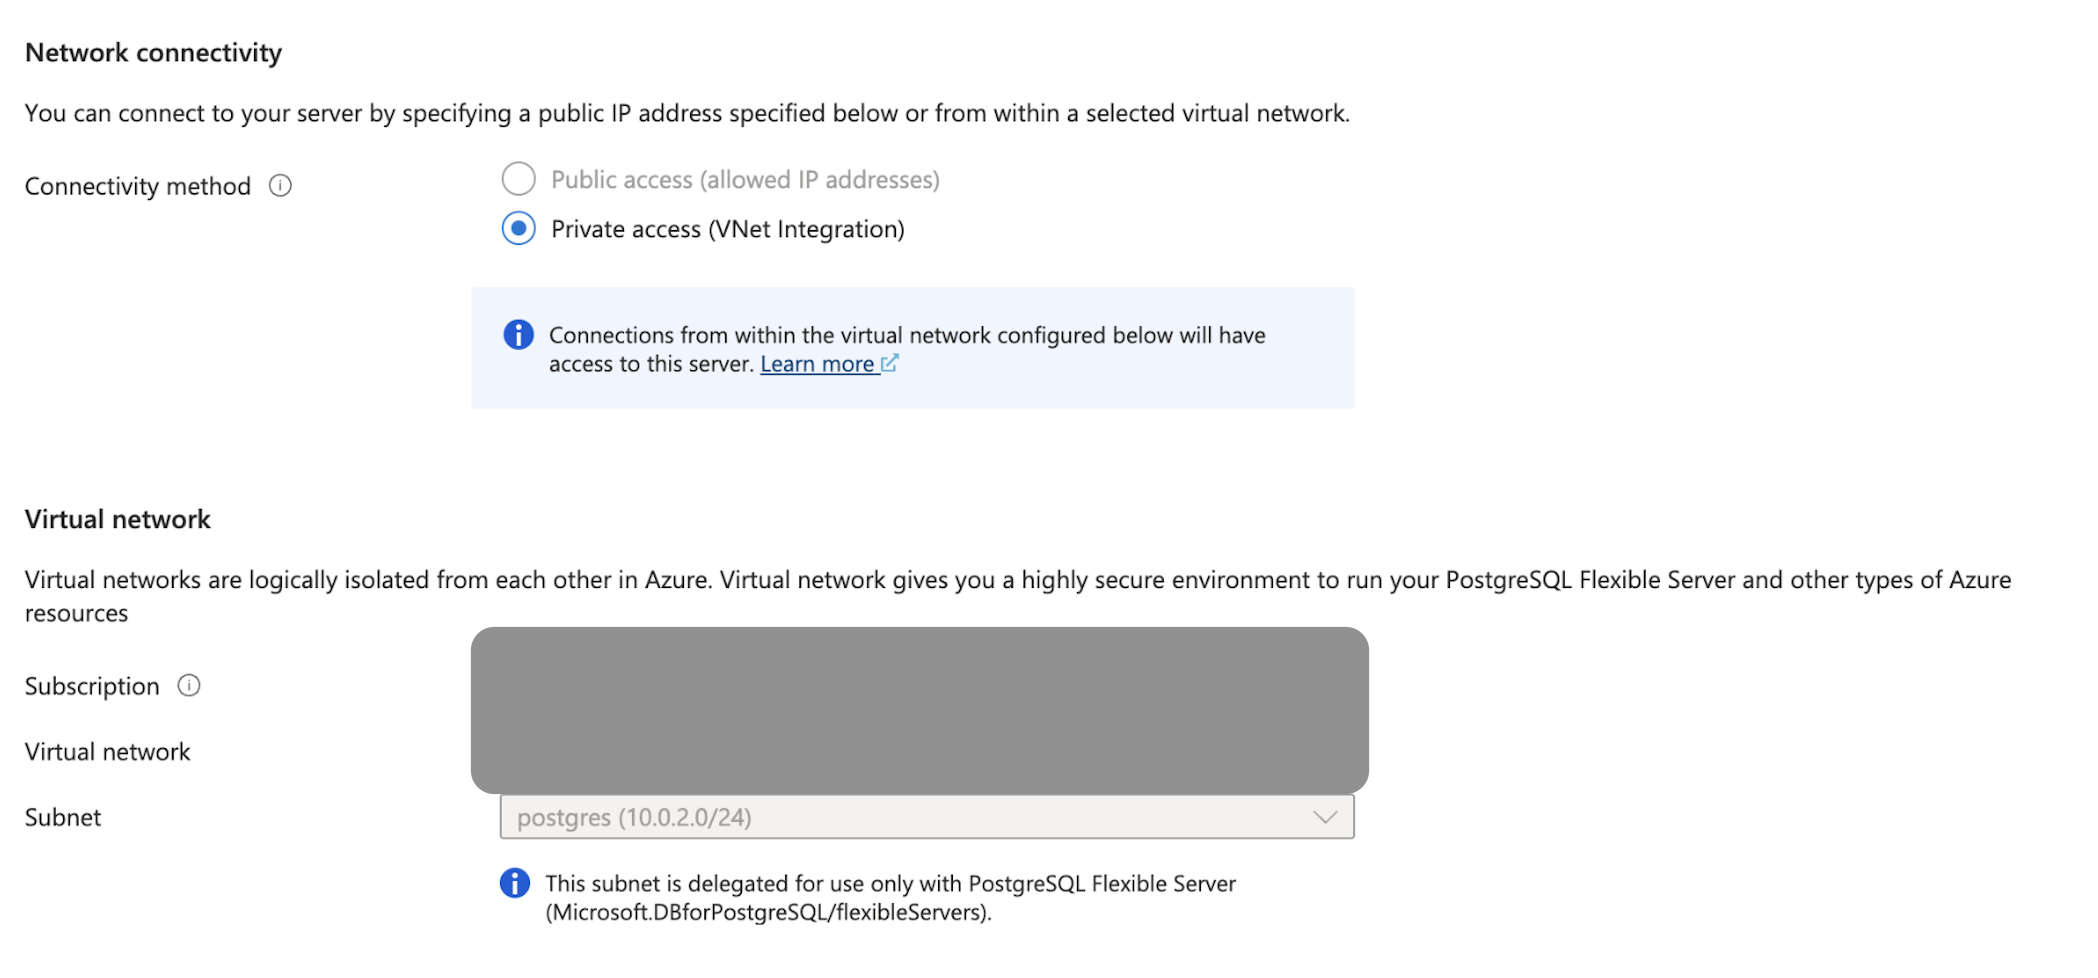 Network connectivity
You can connect to your server by specifying a public IP address specified below or from within a selected virtual network.
Connectivity method
Public access (allowed IP addresses)
Private access (VNet Integration)
Connections from within the virtual network configured below will have
access to this server. Learn more
Virtual network
Virtual networks are logically isolated from each other in Azure. Virtual network gives you a highly secure environment to run your PostgreSQL Flexible Server and other types of Azure
resources
Subscription
Virtual network
Subnet
postgres (10.0.2.0/24)
This subnet is delegated for use only with PostgreSQL Flexible Server
(Microsoft.DBforPostgreSQL/flexibleServers).